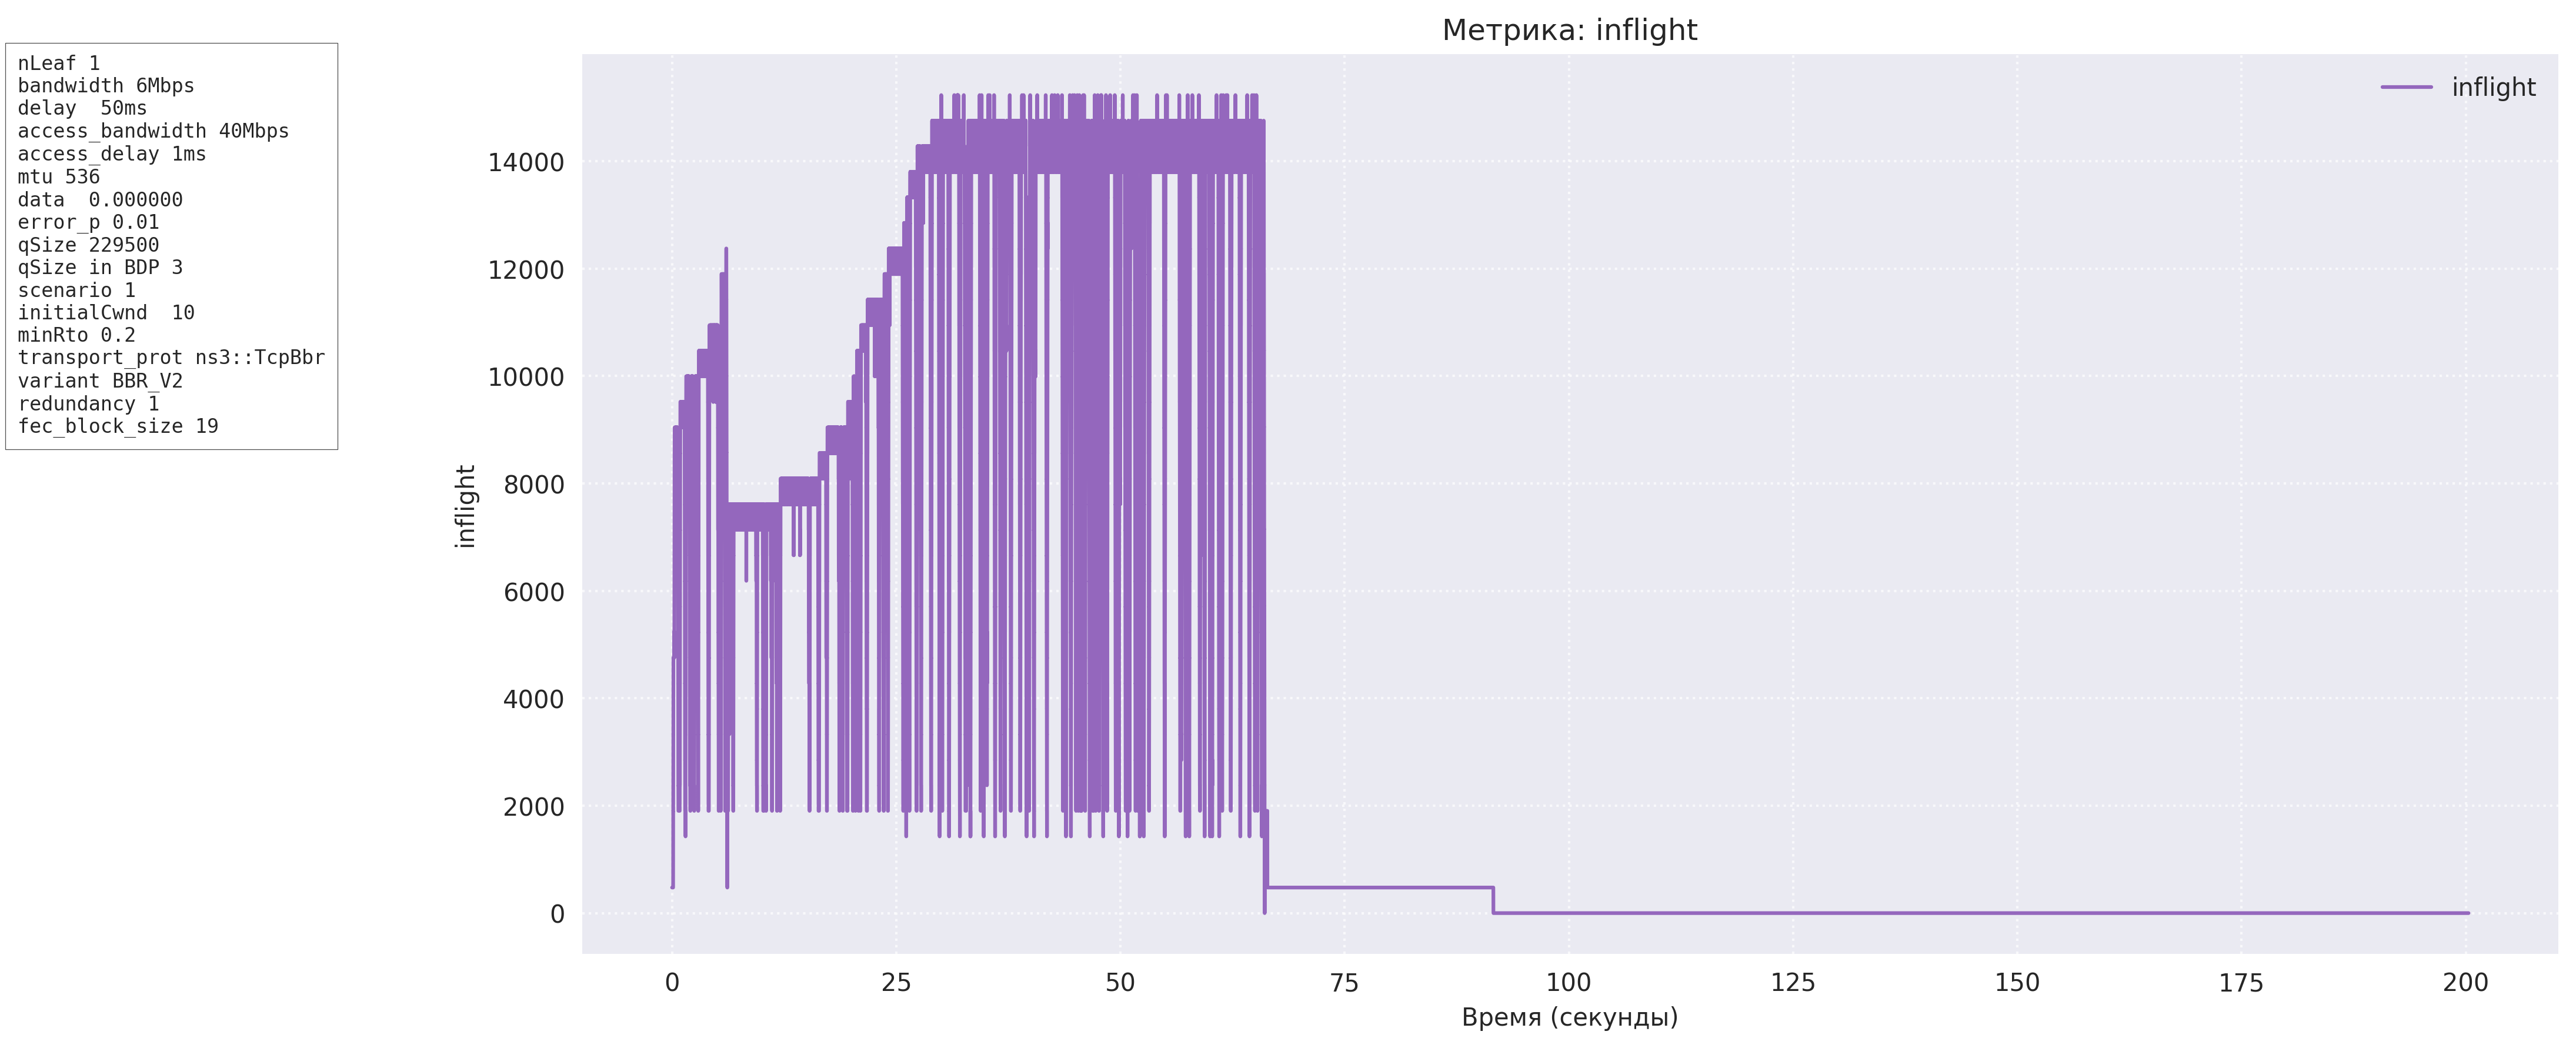 Метрика: inflight
nLeaf 1
bandwidth 6Mbps
delay  50ms
access_bandwidth 40Mbps
access_delay 1ms
mtu 536
data  0.000000
error_p 0.01
qSize 229500
qSize in BDP 3
scenario 1
initialCwnd  10
minRto 0.2
transport_prot ns3::TcpBbr
variant BBR_V2
redundancy 1
fec_block_size 19
inflight
inflight
14000
12000
10000
8000
6000
4000
2000
0
0 25 50 75 100 125 150 175 200
Время (секунды)